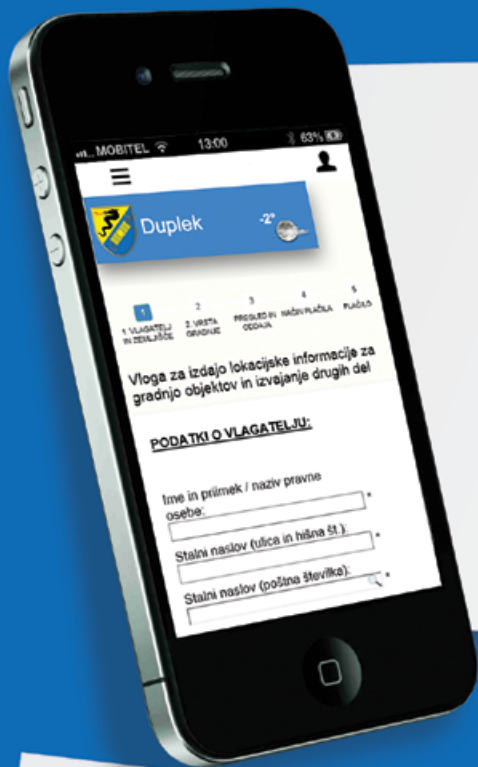 MOBITEL 13:00 63%
Duplek -2°
1 2 3 4 5
1. VLAGATELJ IN ZEMLJIŠČE
2. VRSTA GRADNJE
PREGLED IN ODDAJA
NAČIN PLAČILA
PLAČILO
Vloga za izdajo lokacijske informacije za
gradnjo objektov in izvajanje drugih del
PODATKI O VLAGATELJU:
Ime in priimek / naziv pravne
osebe:
*
Stalni naslov (ulica in hišna št.):
*
Stalni naslov (poštna številka):
*